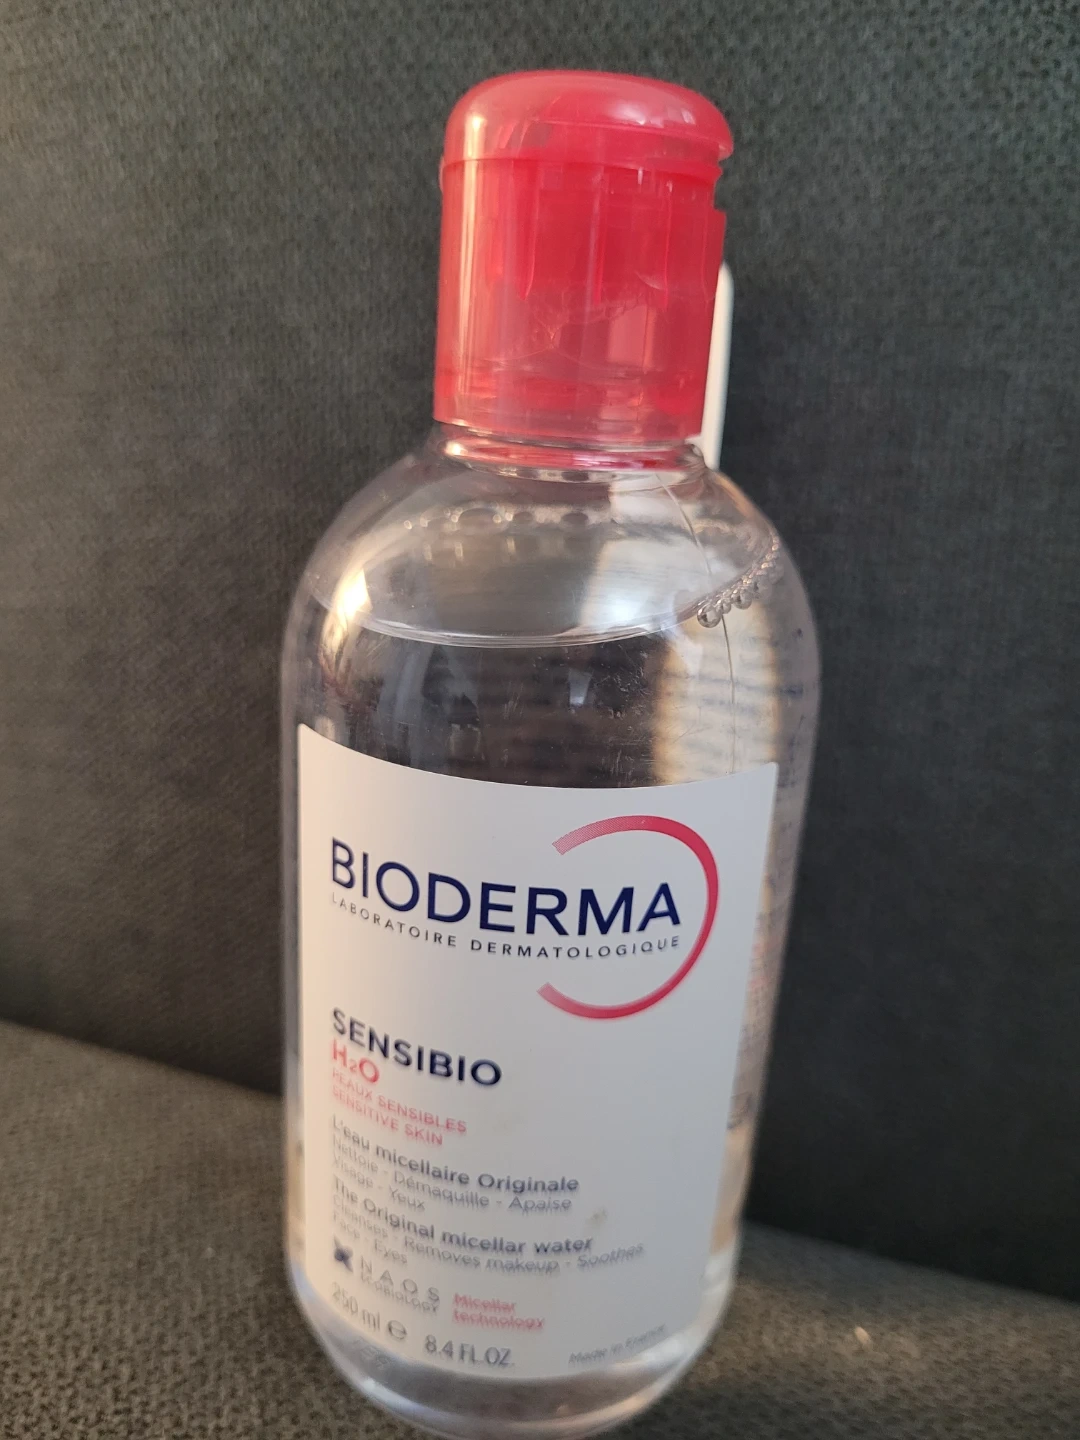 BIODERMA
LABORATOIRE DERMATOLOGIQUE
SENSIBIO
H₂O
PEAUX SENSIBLES
SENSITIVE SKIN
L'eau micellaire Originale
Nettoie - Démaquille - Apaise
Visage - Yeux
The Original micellar water
Cleanses - Removes makeup - Soothes
Face - Eyes
NAOS
ECOBIOLOGY
Micellar
technology
250 ml ℮ 8.4 FL.OZ.
Made in France